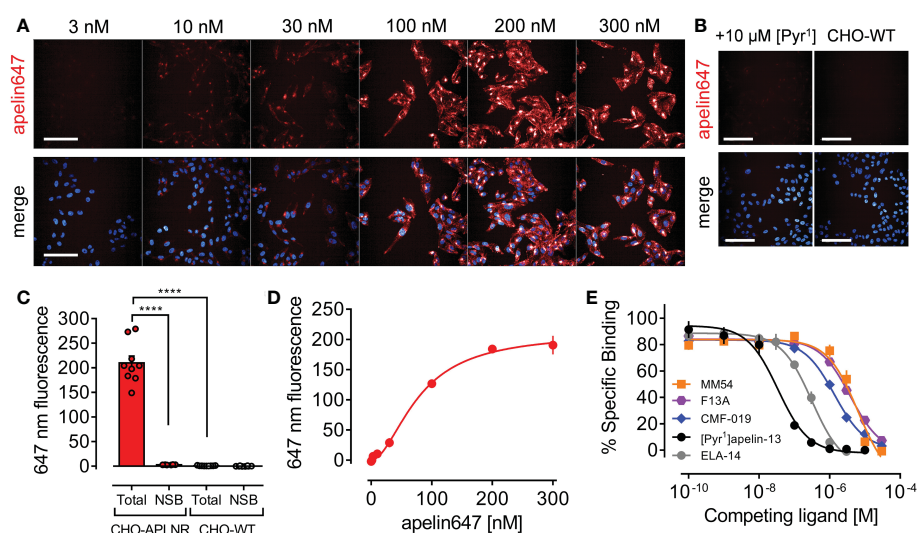 A
3 nM 10 nM 30 nM 100 nM 200 nM 300 nM
apelin647
merge
B
+10 µM [Pyr1] CHO-WT
apelin647
merge
C
647 nm fluorescence
300
250
200
150
100
50
0
****
****
Total NSB Total NSB
CHO-APLNR CHO-WT
D
647 nm fluorescence
250
200
150
100
50
0
0 100 200 300
apelin647 [nM]
E
% Specific Binding
100
80
60
40
20
0
MM54
F13A
CMF-019
[Pyr1]apelin-13
ELA-14
10-10 10-8 10-6 10-4
Competing ligand [M]